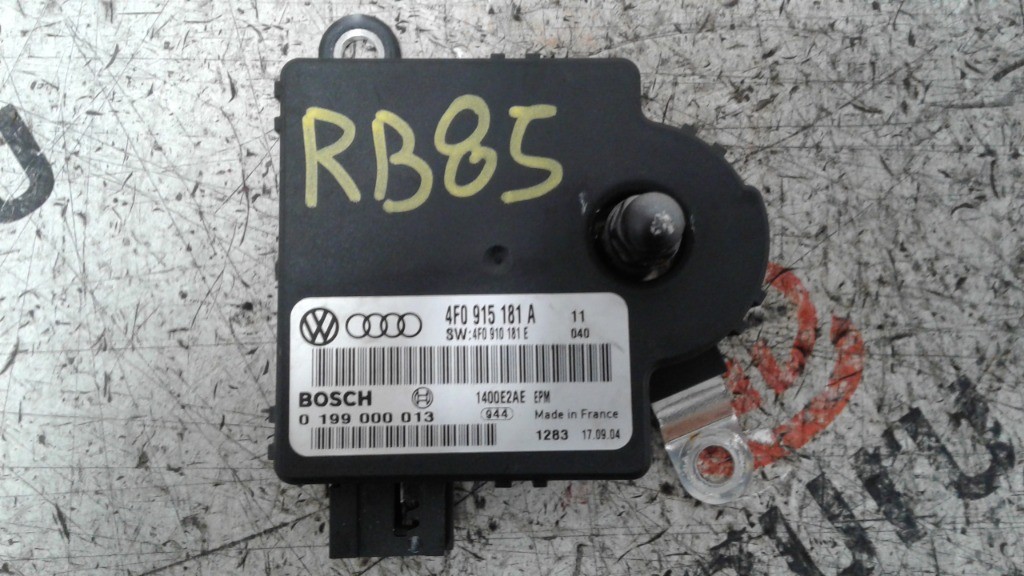 RB85
4F0 915 181 A 11
SW:4F0 910 181 E 040
BOSCH 1400E2AE EPM
0 199 000 013 944 Made in France
1283 17.09.04